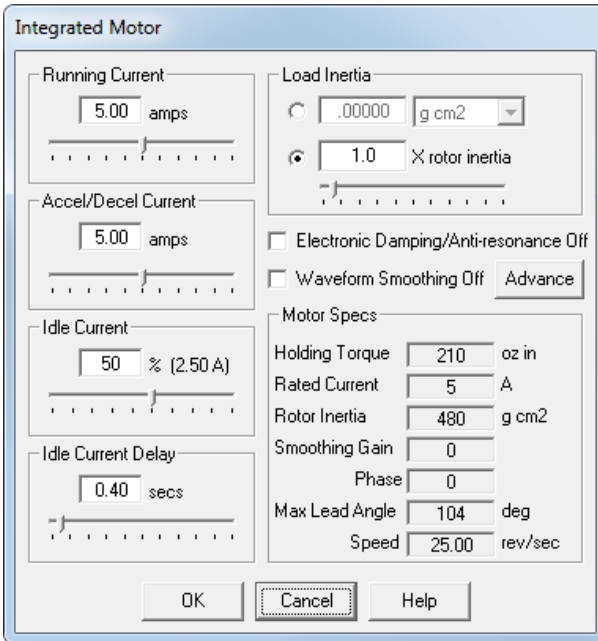 Integrated Motor
Running Current
5.00 amps
Accel/Decel Current
5.00 amps
Idle Current
50 % (2.50 A)
Idle Current Delay
0.40 secs
Load Inertia
.00000 g cm2
1.0 X rotor inertia
Electronic Damping/Anti-resonance Off
Waveform Smoothing Off Advance
Motor Specs
Holding Torque 210 oz in
Rated Current 5 A
Rotor Inertia 480 g cm2
Smoothing Gain 0
Phase 0
Max Lead Angle 104 deg
Speed 25.00 rev/sec
OK Cancel Help